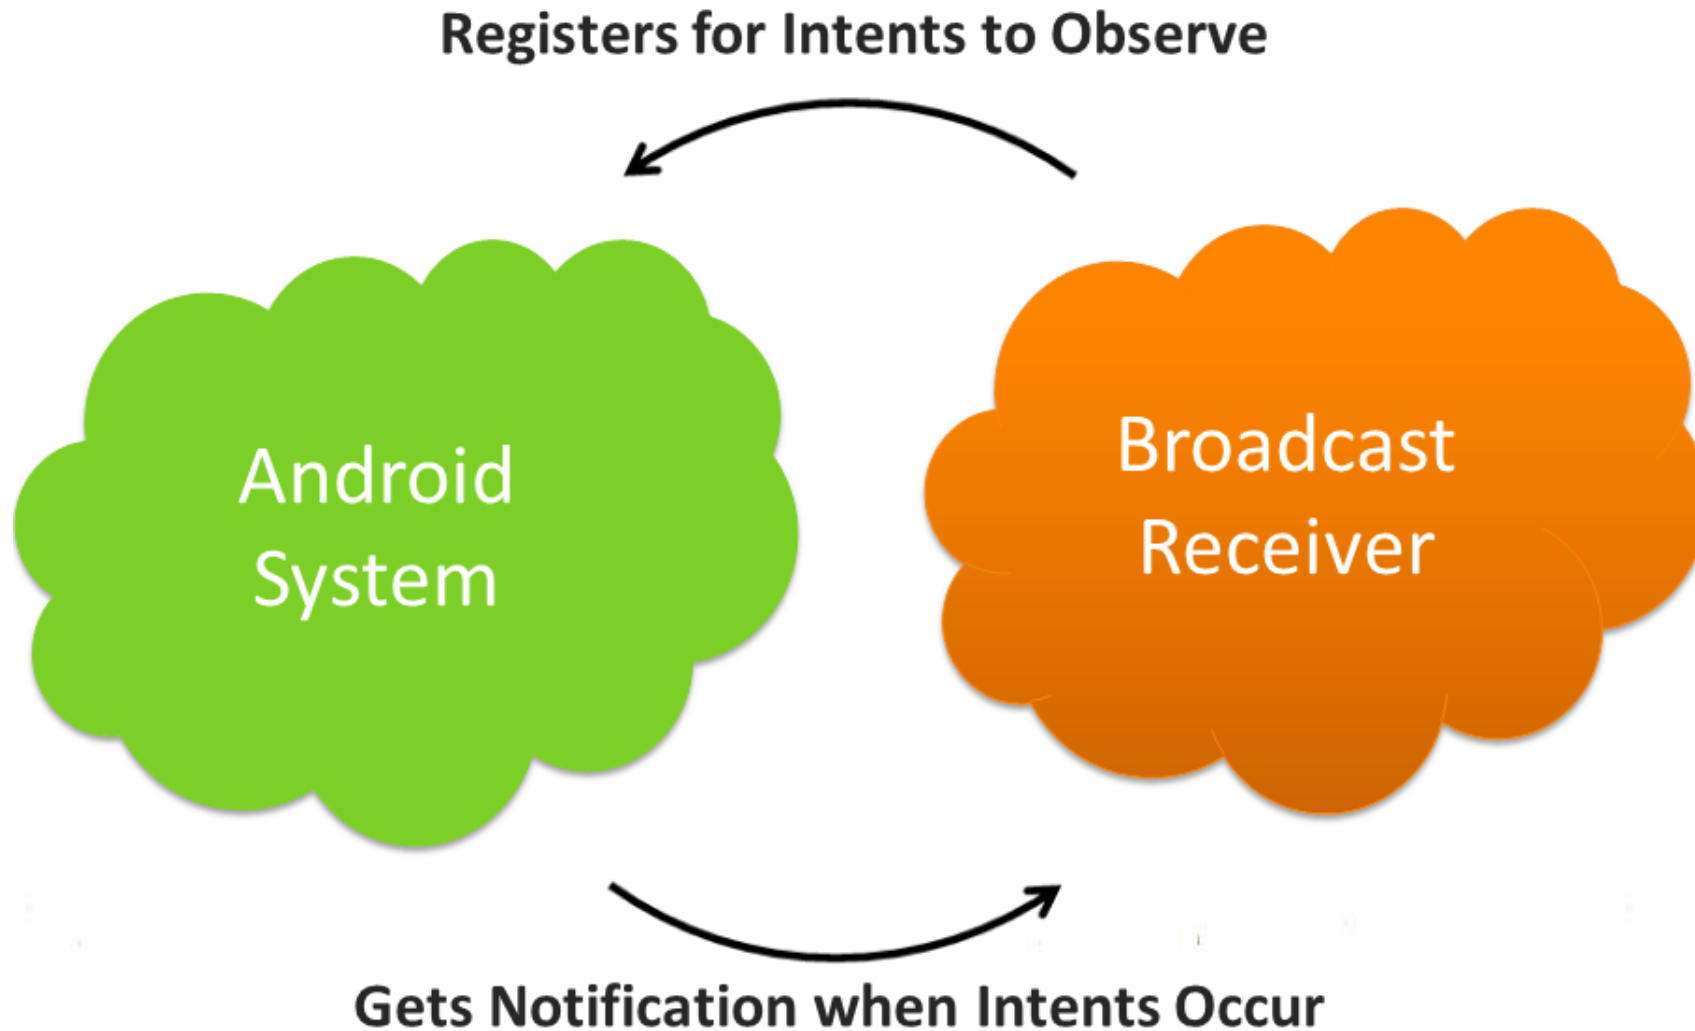 Registers for Intents to Observe
Android
System
Broadcast
Receiver
Gets Notification when Intents Occur